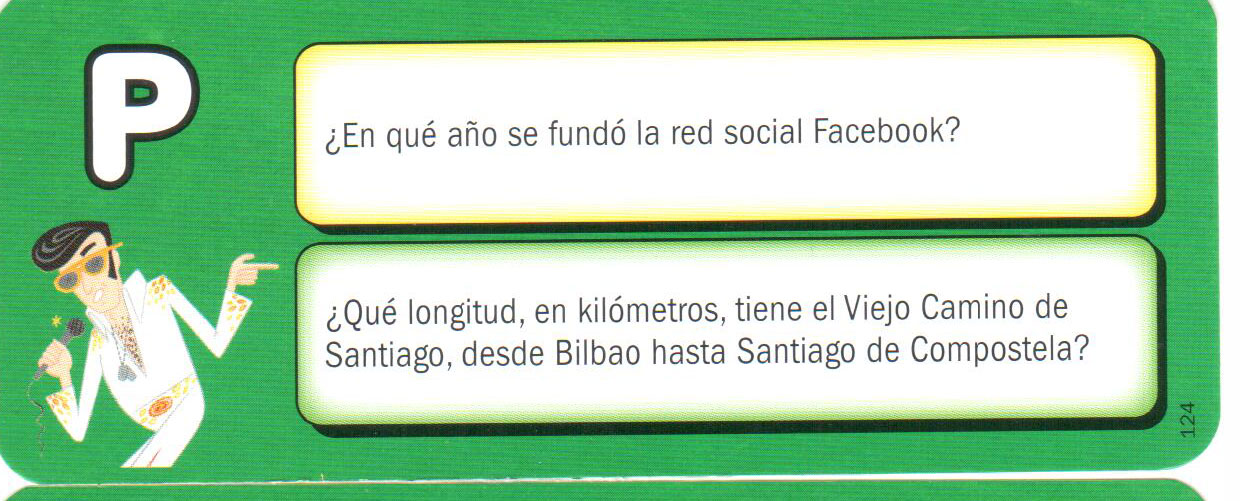 P
¿En qué año se fundó la red social Facebook?
¿Qué longitud, en kilómetros, tiene el Viejo Camino de
Santiago, desde Bilbao hasta Santiago de Compostela?
124